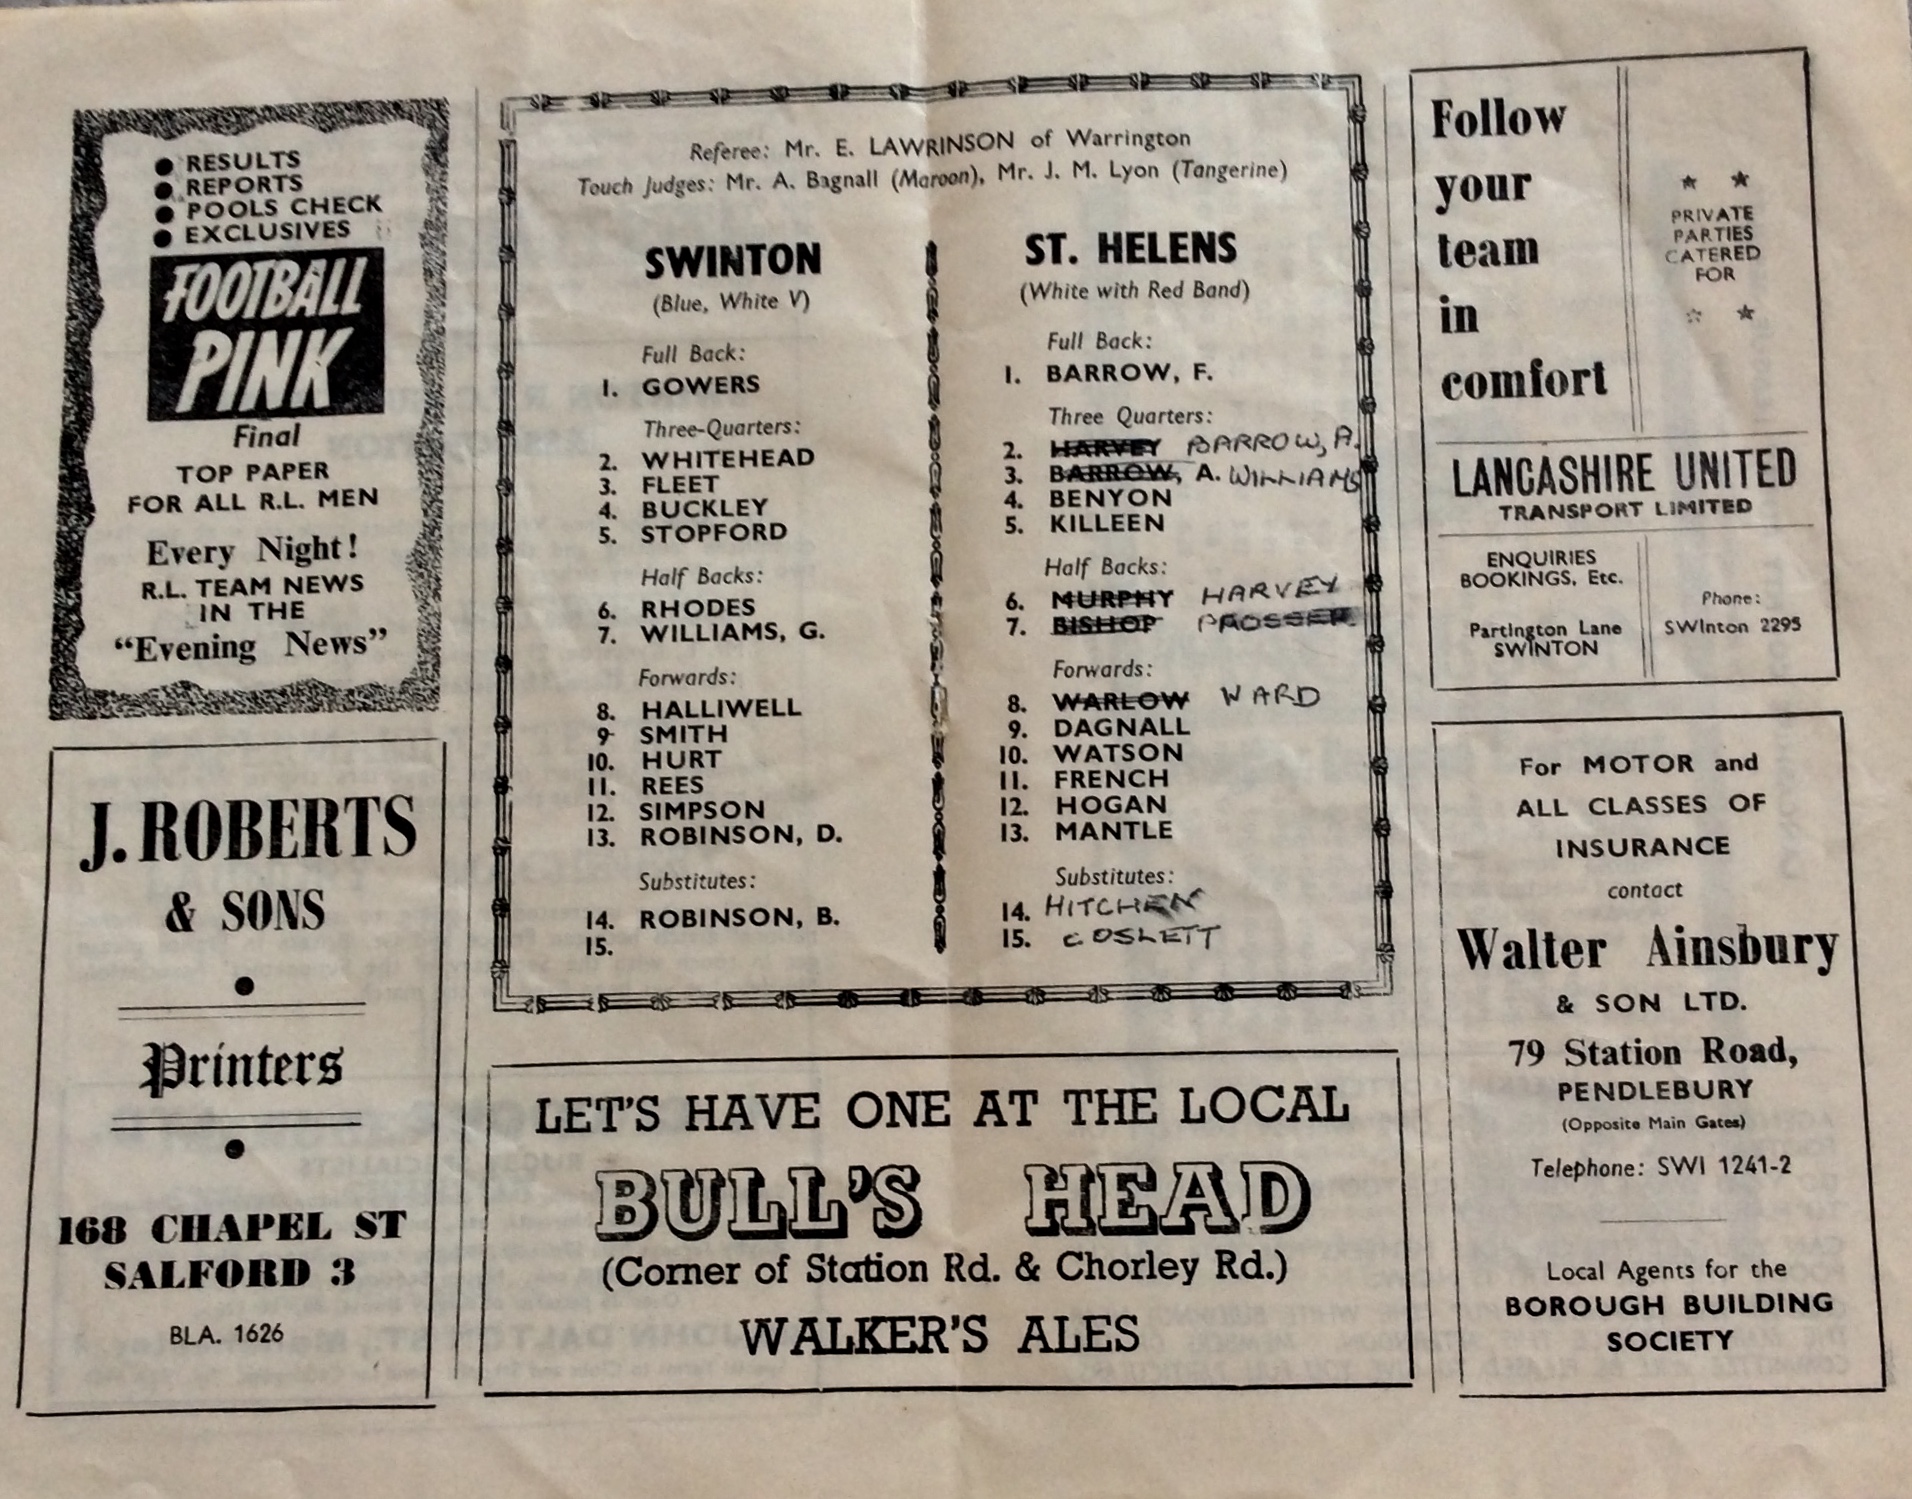 ● RESULTS
● REPORTS
● POOLS CHECK
● EXCLUSIVES
FOOTBALL
PINK
Final
TOP PAPER
FOR ALL R.L. MEN
Every Night!
R.L. TEAM NEWS
IN THE
“Evening News”
J. ROBERTS
& SONS
Printers
168 CHAPEL ST
SALFORD 3
BLA. 1626
Referee: Mr. E. LAWRINSON of Warrington
Touch Judges: Mr. A. Bagnall (Maroon), Mr. J. M. Lyon (Tangerine)
SWINTON
(Blue, White V)
Full Back:
1. GOWERS
Three-Quarters:
2. WHITEHEAD
3. FLEET
4. BUCKLEY
5. STOPFORD
Half Backs:
6. RHODES
7. WILLIAMS, G.
Forwards:
8. HALLIWELL
9. SMITH
10. HURT
11. REES
12. SIMPSON
13. ROBINSON, D.
Substitutes:
14. ROBINSON, B.
15.
ST. HELENS
(White with Red Band)
Full Back:
1. BARROW, F.
Three Quarters:
2. HARVEY BARROW, A.
3. BARROW, A. WILLIAMS
4. BENYON
5. KILLEEN
Half Backs:
6. MURPHY HARVEY
7. BISHOP PROSSER
Forwards:
8. WARLOW WARD
9. DAGNALL
10. WATSON
11. FRENCH
12. HOGAN
13. MANTLE
Substitutes:
14. HITCHEN
15. COSLETT
LET'S HAVE ONE AT THE LOCAL
BULL'S HEAD
(Corner of Station Rd. & Chorley Rd.)
WALKER'S ALES
Follow
your
team
in
comfort
PRIVATE
PARTIES
CATERED
FOR
LANCASHIRE UNITED
TRANSPORT LIMITED
ENQUIRIES
BOOKINGS, Etc.
Partington Lane
SWINTON
Phone:
SWInton 2295
For MOTOR and
ALL CLASSES OF
INSURANCE
contact
Walter Ainsbury
& SON LTD.
79 Station Road,
PENDLEBURY
(Opposite Main Gates)
Telephone: SWI 1241-2
Local Agents for the
BOROUGH BUILDING
SOCIETY